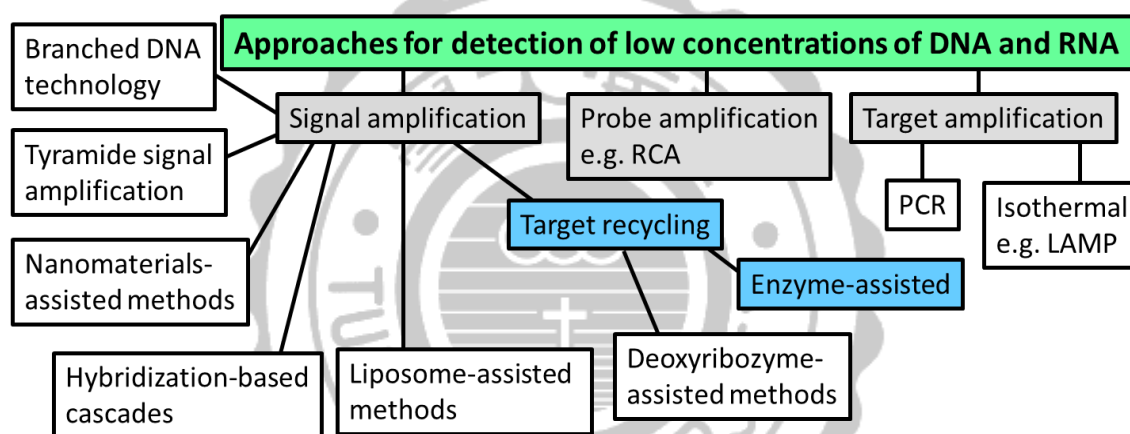 Approaches for detection of low concentrations of DNA and RNA
Branched DNA
technology
Signal amplification
Probe amplification
e.g. RCA
Target amplification
Tyramide signal
amplification
PCR
Isothermal
e.g. LAMP
Target recycling
Nanomaterials-
assisted methods
Enzyme-assisted
Hybridization-based
cascades
Liposome-assisted
methods
Deoxyribozyme-
assisted methods
TU